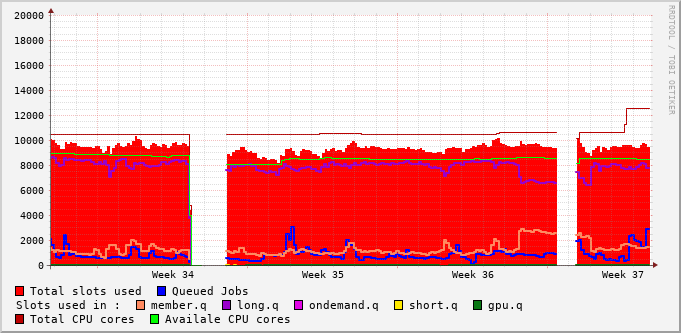 20000
18000
16000
14000
12000
10000
8000
6000
4000
2000
0
Week 34 Week 35 Week 36 Week 37
RRDTOOL / TOBI OETIKER
Total slots used Queued Jobs
Slots used in : member.q long.q ondemand.q short.q gpu.q
Total CPU cores Availale CPU cores